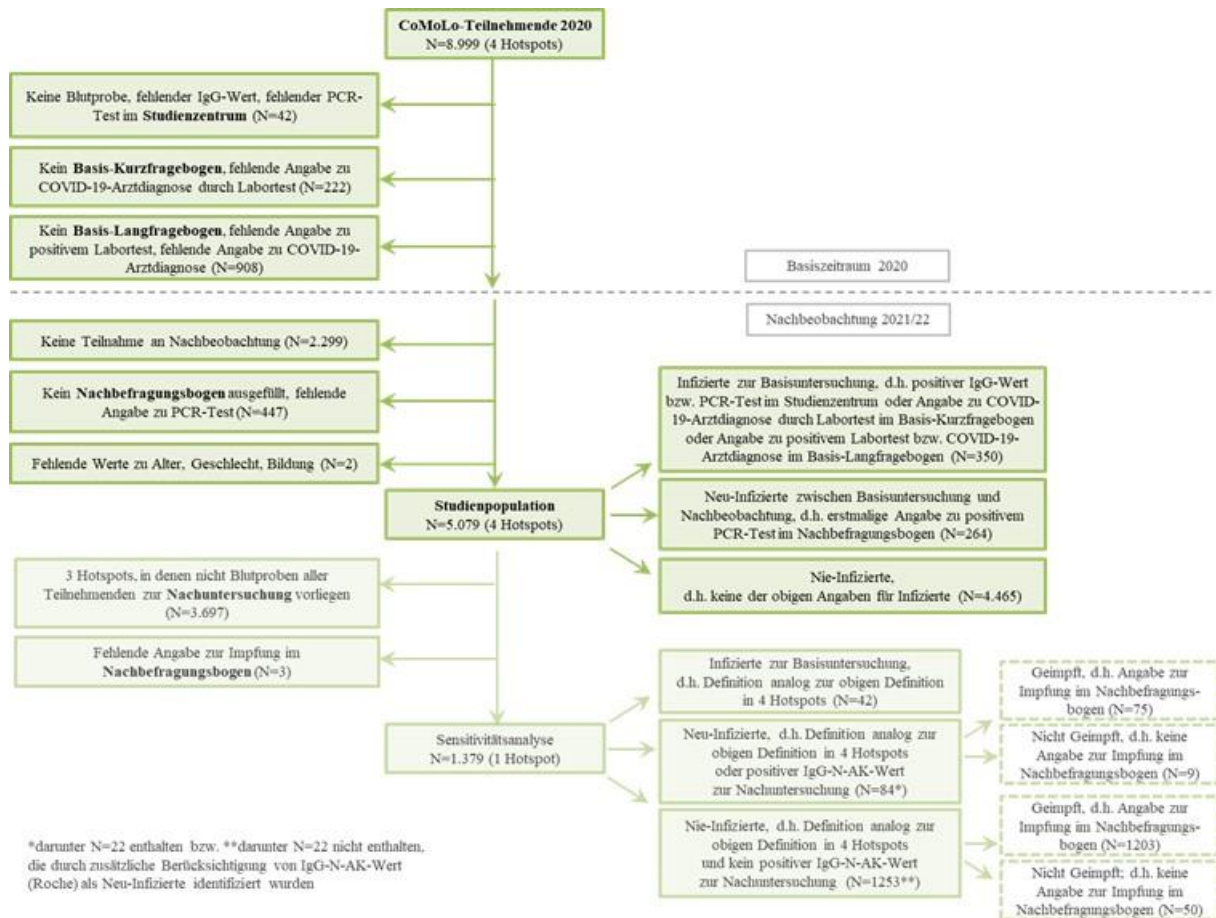 CoMoLo-Teilnehmende 2020
N=8.999 (4 Hotspots)
Keine Blutprobe, fehlender IgG-Wert, fehlender PCR-
Test im Studienzentrum (N=42)
Kein Basis-Kurzfragebogen, fehlende Angabe zu
COVID-19-Arztdiagnose durch Labortest (N=222)
Kein Basis-Langfragebogen, fehlende Angabe zu
positivem Labortest, fehlende Angabe zu COVID-19-
Arztdiagnose (N=908)
Basiszeitraum 2020
Nachbeobachtung 2021/22
Keine Teilnahme an Nachbeobachtung (N=2.299)
Kein Nachbefragungsbogen ausgefüllt, fehlende
Angabe zu PCR-Test (N=447)
Fehlende Werte zu Alter, Geschlecht, Bildung (N=2)
Studienpopulation
N=5.079 (4 Hotspots)
Infizierte zur Basisuntersuchung, d.h. positiver IgG-Wert
bzw. PCR-Test im Studienzentrum oder Angabe zu COVID-
19-Arztdiagnose durch Labortest im Basis-Kurzfragebogen
oder Angabe zu positivem Labortest bzw. COVID-19-
Arztdiagnose im Basis-Langfragebogen (N=350)
Neu-Infizierte zwischen Basisuntersuchung und
Nachbeobachtung, d.h. erstmalige Angabe zu positivem
PCR-Test im Nachbefragungsbogen (N=264)
Nie-Infizierte,
d.h. keine der obigen Angaben für Infizierte (N=4.465)
3 Hotspots, in denen nicht Blutproben aller
Teilnehmenden zur Nachuntersuchung vorliegen
(N=3.697)
Fehlende Angabe zur Impfung im
Nachbefragungsbogen (N=3)
Sensitivitätsanalyse
N=1.379 (1 Hotspot)
Infizierte zur Basisuntersuchung,
d.h. Definition analog zur obigen Definition
in 4 Hotspots (N=42)
Neu-Infizierte, d.h. Definition analog zur
obigen Definition in 4 Hotspots
oder positiver IgG-N-AK-Wert
zur Nachuntersuchung (N=84*)
Nie-Infizierte, d.h. Definition analog zur
obigen Definition in 4 Hotspots
und kein positiver IgG-N-AK-Wert
zur Nachuntersuchung (N=1253**)
Geimpft, d.h. Angabe zur
Impfung im Nachbefragungs-
bogen (N=75)
Nicht Geimpft, d.h. keine
Angabe zur Impfung im
Nachbefragungsbogen (N=9)
Geimpft, d.h. Angabe zur
Impfung im Nachbefragungs-
bogen (N=1203)
Nicht Geimpft; d.h. keine
Angabe zur Impfung im
Nachbefragungsbogen (N=50)
*darunter N=22 enthalten bzw. **darunter N=22 nicht enthalten,
die durch zusätzliche Berücksichtigung von IgG-N-AK-Wert
(Roche) als Neu-Infizierte identifiziert wurden